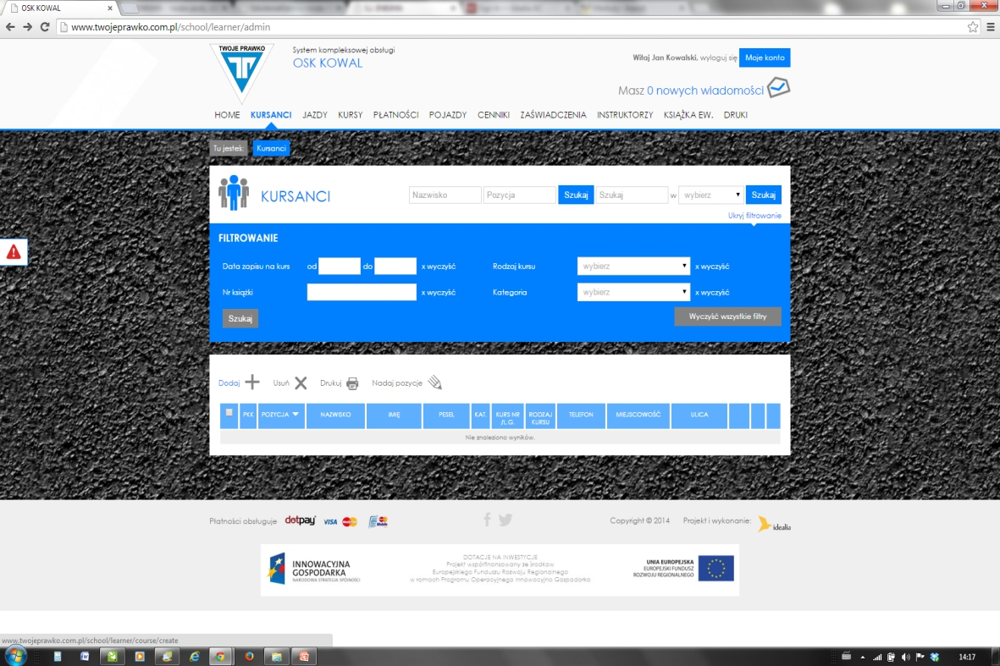 OSK KOWAL
www.twojeprawko.com.pl/school/learner/admin
TWOJE PRAWKO
System kompleksowej obsługi
OSK KOWAL
Witaj Jan Kowalski, wyloguj się Moje konto
Masz 0 nowych wiadomości
HOME KURSANCI JAZDY KURSY PŁATNOŚCI POJAZDY CENNIKI ZAŚWIADCZENIA INSTRUKTORZY KSIĄŻKA EW. DRUKI
Tu jesteś: Kursanci
KURSANCI Nazwisko Pozycja Szukaj Szukaj w wybierz Szukaj
Ukryj filtrowanie
FILTROWANIE
Data zapisu na kurs od do x wyczyść Rodzaj kursu wybierz x wyczyść
Nr książki x wyczyść Kategoria wybierz x wyczyść
Szukaj Wyczyść wszystkie filtry
Dodaj Usuń Drukuj Nadaj pozycje
PKK POZYCJA NAZWISKO IMIĘ PESEL KAT. KURS NR /L.G. RODZAJ KURSU TELEFON MIEJSCOWOŚĆ ULICA
Nie znaleziono wyników.
Płatności obsługuje dotpay VISA Copyright © 2014 Projekt i wykonanie: idealia
INNOWACYJNA
GOSPODARKA
NARODOWA STRATEGIA SPÓJNOŚCI
DOTACJE NA INWESTYCJE
Projekt współfinansowany ze środków
Europejskiego Funduszu Rozwoju Regionalnego
w ramach Programu Operacyjnego Innowacyjna Gospodarka
UNIA EUROPEJSKA
EUROPEJSKI FUNDUSZ
ROZWOJU REGIONALNEGO
www.twojeprawko.com.pl/school/learner/course/create
14:17